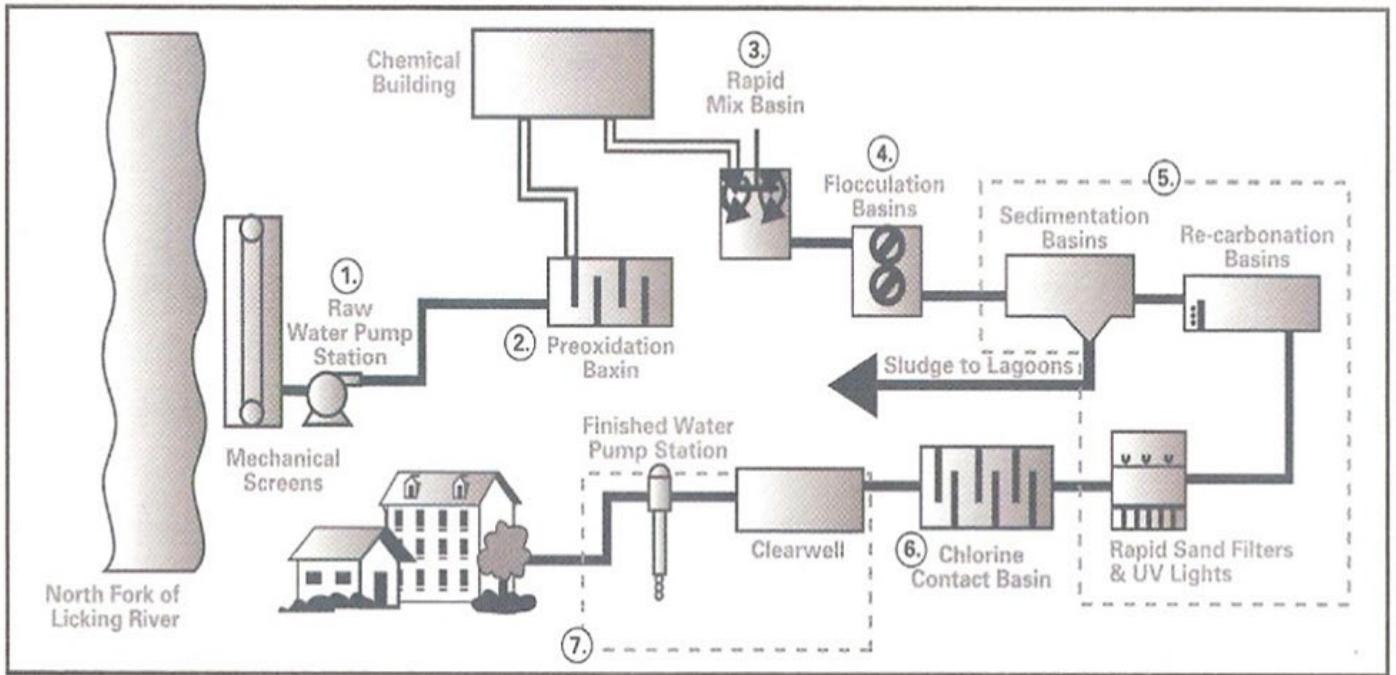 Chemical
Building
3.
Rapid
Mix Basin
4.
Flocculation
Basins
5.
Sedimentation
Basins
Re-carbonation
Basins
1.
Raw
Water Pump
Station
2. Preoxidation
Baxin
Sludge to Lagoons
Mechanical
Screens
Finished Water
Pump Station
Clearwell
6. Chlorine
Contact Basin
Rapid Sand Filters
& UV Lights
North Fork of
Licking River
7.